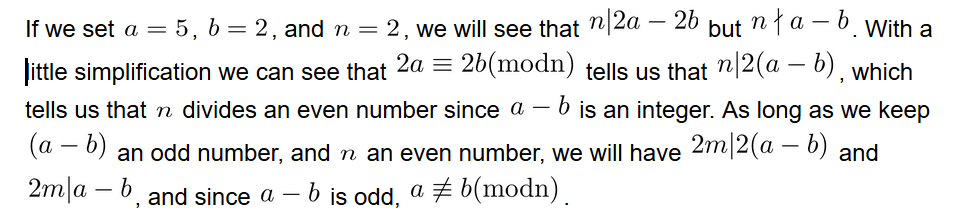 If we set a = 5, b = 2, and n = 2, we will see that n|2a − 2b but n ∤ a − b. With a
little simplification we can see that 2a ≡ 2b(modn) tells us that n|2(a − b), which
tells us that n divides an even number since a − b is an integer. As long as we keep
(a − b) an odd number, and n an even number, we will have 2m|2(a − b) and
2m|a − b, and since a − b is odd, a ≢ b(modn).